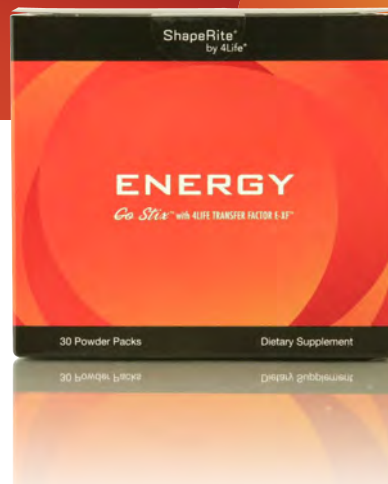 ShapeRite®
by 4Life®
ENERGY
Go Stix™ with 4LIFE TRANSFER FACTOR E-XF™
30 Powder Packs Dietary Supplement